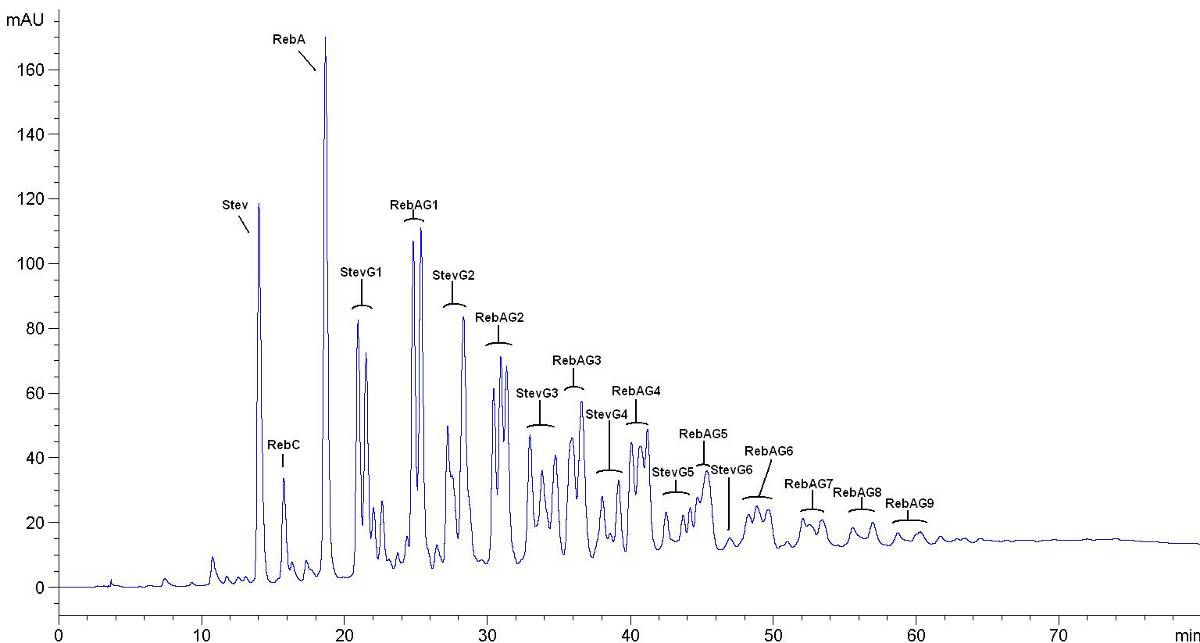 mAU
RebA
160
140
120
Stev
RebAG1
100
StevG1
StevG2
80
RebAG2
RebAG3
60
StevG3
RebAG4
StevG4
RebC
40
RebAG5
StevG5
StevG6
RebAG6
RebAG7
RebAG8
RebAG9
20
0
0 10 20 30 40 50 60 70 min